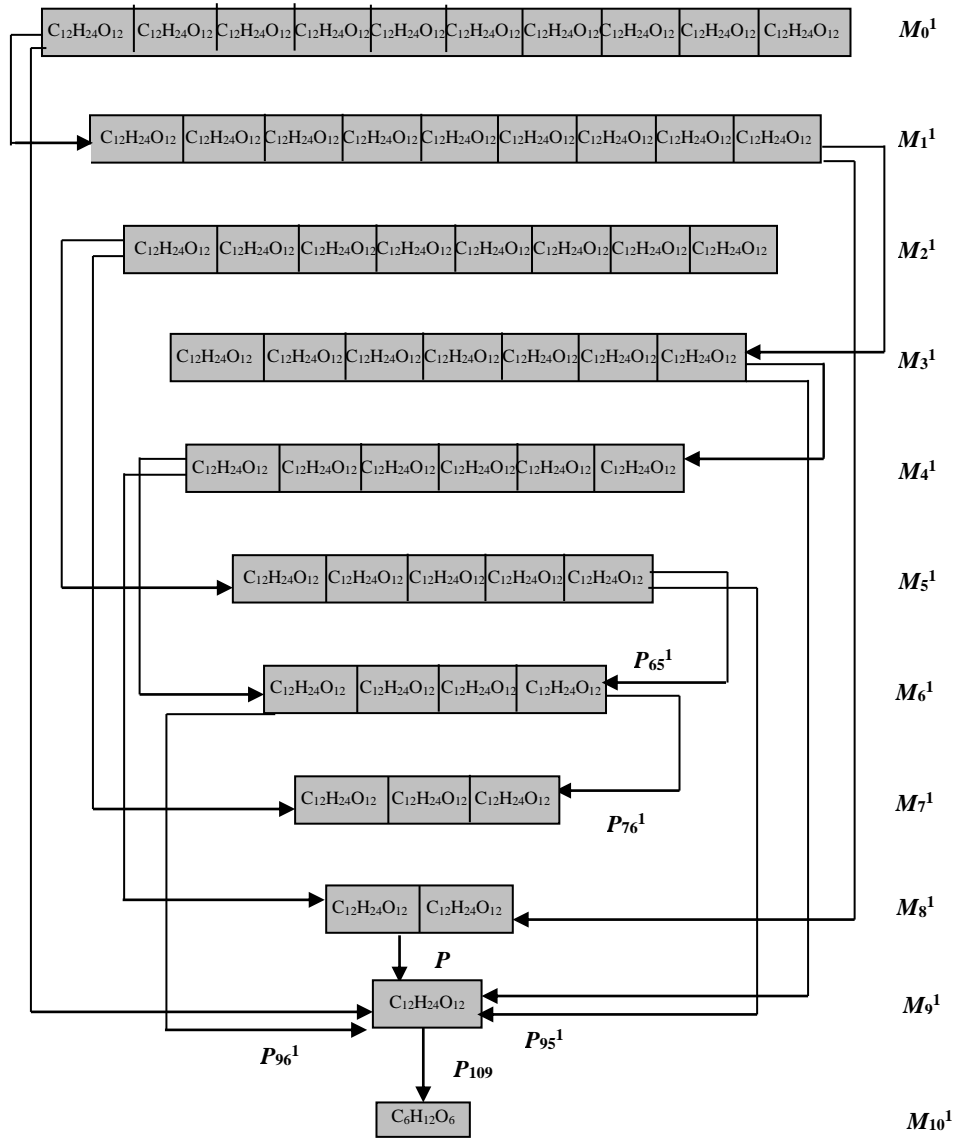 C₁₂H₂₄O₁₂ C₁₂H₂₄O₁₂ C₁₂H₂₄O₁₂ C₁₂H₂₄O₁₂ C₁₂H₂₄O₁₂ C₁₂H₂₄O₁₂ C₁₂H₂₄O₁₂ C₁₂H₂₄O₁₂ C₁₂H₂₄O₁₂ C₁₂H₂₄O₁₂ M₀¹
C₁₂H₂₄O₁₂ C₁₂H₂₄O₁₂ C₁₂H₂₄O₁₂ C₁₂H₂₄O₁₂ C₁₂H₂₄O₁₂ C₁₂H₂₄O₁₂ C₁₂H₂₄O₁₂ C₁₂H₂₄O₁₂ C₁₂H₂₄O₁₂ M₁¹
C₁₂H₂₄O₁₂ C₁₂H₂₄O₁₂ C₁₂H₂₄O₁₂ C₁₂H₂₄O₁₂ C₁₂H₂₄O₁₂ C₁₂H₂₄O₁₂ C₁₂H₂₄O₁₂ C₁₂H₂₄O₁₂ M₂¹
C₁₂H₂₄O₁₂ C₁₂H₂₄O₁₂ C₁₂H₂₄O₁₂ C₁₂H₂₄O₁₂ C₁₂H₂₄O₁₂ C₁₂H₂₄O₁₂ C₁₂H₂₄O₁₂ M₃¹
C₁₂H₂₄O₁₂ C₁₂H₂₄O₁₂ C₁₂H₂₄O₁₂ C₁₂H₂₄O₁₂ C₁₂H₂₄O₁₂ C₁₂H₂₄O₁₂ M₄¹
C₁₂H₂₄O₁₂ C₁₂H₂₄O₁₂ C₁₂H₂₄O₁₂ C₁₂H₂₄O₁₂ C₁₂H₂₄O₁₂ M₅¹
P₆₅¹
C₁₂H₂₄O₁₂ C₁₂H₂₄O₁₂ C₁₂H₂₄O₁₂ C₁₂H₂₄O₁₂ M₆¹
C₁₂H₂₄O₁₂ C₁₂H₂₄O₁₂ C₁₂H₂₄O₁₂ M₇¹
P₇₆¹
C₁₂H₂₄O₁₂ C₁₂H₂₄O₁₂ M₈¹
P
C₁₂H₂₄O₁₂ M₉¹
P₉₆¹ P₉₅¹
P₁₀₉
C₆H₁₂O₆ M₁₀¹